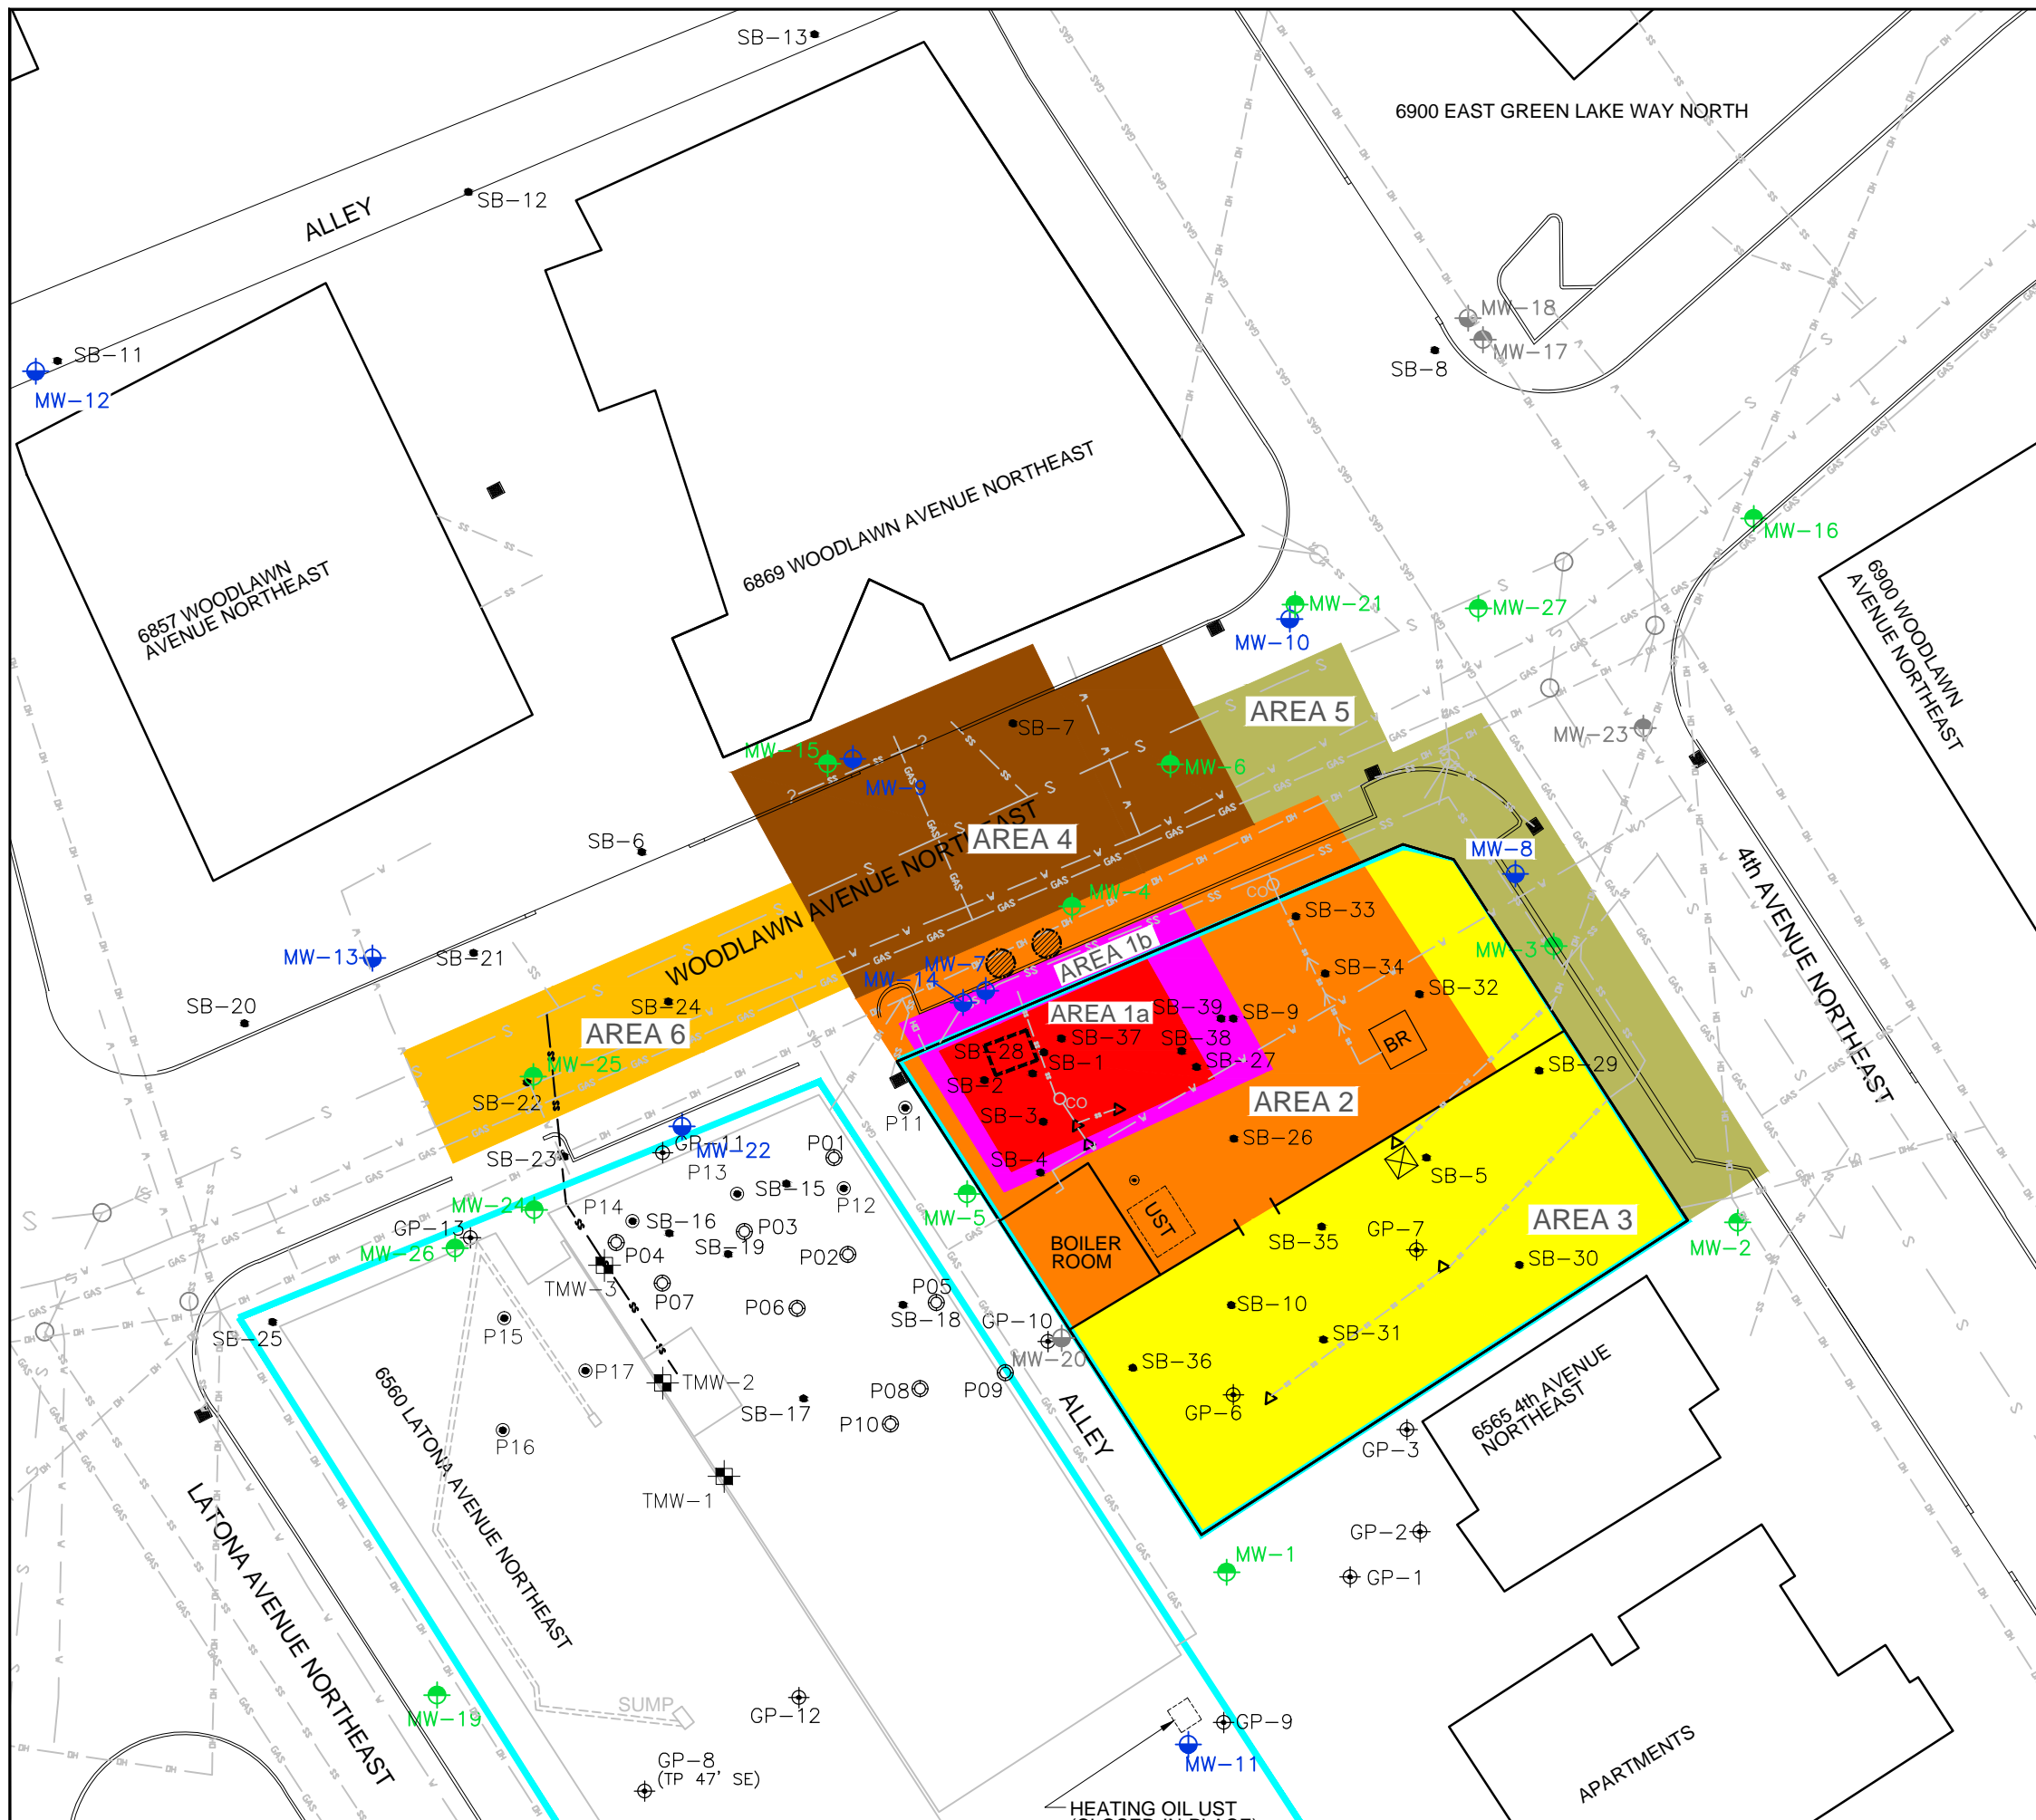 SB-13
6900 EAST GREEN LAKE WAY NORTH
SB-12
ALLEY
MW-18
MW-17
SB-11
SB-8
MW-12
6869 WOODLAWN AVENUE NORTHEAST
MW-16
6857 WOODLAWN
AVENUE NORTHEAST
6900 WOODLAWN
AVENUE NORTHEAST
MW-21
MW-27
MW-10
AREA 5
SB-7
MW-23
MW-15
MW-6
MW-9
SB-6
AREA 4
MW-8
WOODLAWN AVENUE NORTHEAST
4th AVENUE NORTHEAST
MW-4
CO
SB-33
MW-13
SB-21
MW-7
AREA 1b
MW-3
MW-14
SB-34
SB-32
SB-24
SB-20
AREA 6
AREA 1a
SB-39
SB-9
SB-37
SB-38
BR
SB-28
SB-1
SB-27
MW-25
SB-2
SB-29
SB-22
CO
AREA 2
P11
SB-3
MW-22
GP-11
P01
SB-26
SB-23
P13
SB-15
P12
SB-4
SB-5
MW-24
P14
SB-16
P03
MW-5
UST
GP-7
AREA 3
GP-13
MW-26
P04
SB-19
P02
BOILER
ROOM
SB-35
MW-2
TMW-3
P07
P06
P05
SB-18
GP-10
SB-10
SB-30
SB-25
P15
MW-20
SB-31
SB-36
P17
TMW-2
P08
P09
SB-17
P10
ALLEY
GP-6
6565 4th AVENUE
NORTHEAST
GP-3
P16
6560 LATONA AVENUE NORTHEAST
TMW-1
GP-2
MW-1
GP-1
LATONA AVENUE NORTHEAST
MW-19
SUMP
GP-12
GP-9
MW-11
APARTMENTS
GP-8
(TP 47' SE)
HEATING OIL UST
(CLOSED IN PLACE)